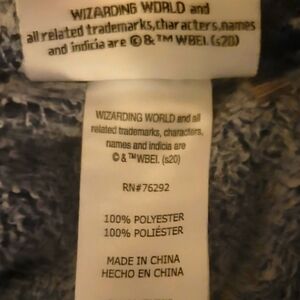 WIZARDING WORLD and
all related trademarks, characters, names
and indicia are © & ™ WBEI. (s20)
WIZARDING WORLD and all
related trademarks, characters,
names and indicia are
© & ™ WBEI. (s20)
RN#76292
100% POLYESTER
100% POLIÉSTER
MADE IN CHINA
HECHO EN CHINA